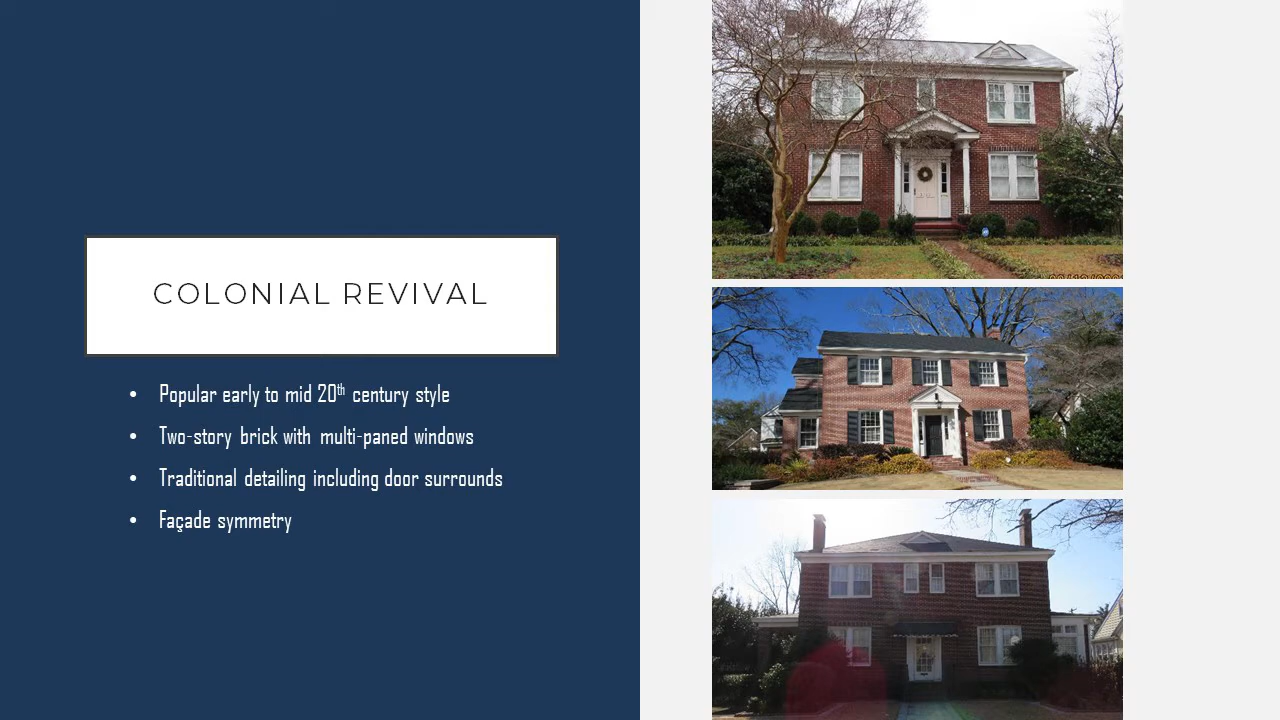 COLONIAL REVIVAL
• Popular early to mid 20th century style
• Two-story brick with multi-paned windows
• Traditional detailing including door surrounds
• Façade symmetry